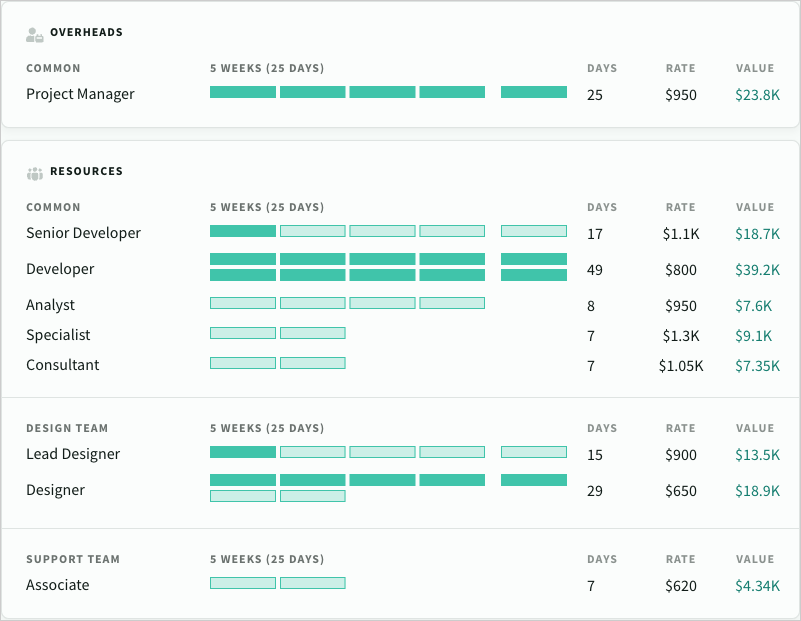 OVERHEADS
COMMON 5 WEEKS (25 DAYS) DAYS RATE VALUE
Project Manager 25 $950 $23.8K
RESOURCES
COMMON 5 WEEKS (25 DAYS) DAYS RATE VALUE
Senior Developer 17 $1.1K $18.7K
Developer 49 $800 $39.2K
Analyst 8 $950 $7.6K
Specialist 7 $1.3K $9.1K
Consultant 7 $1.05K $7.35K
DESIGN TEAM 5 WEEKS (25 DAYS) DAYS RATE VALUE
Lead Designer 15 $900 $13.5K
Designer 29 $650 $18.9K
SUPPORT TEAM 5 WEEKS (25 DAYS) DAYS RATE VALUE
Associate 7 $620 $4.34K